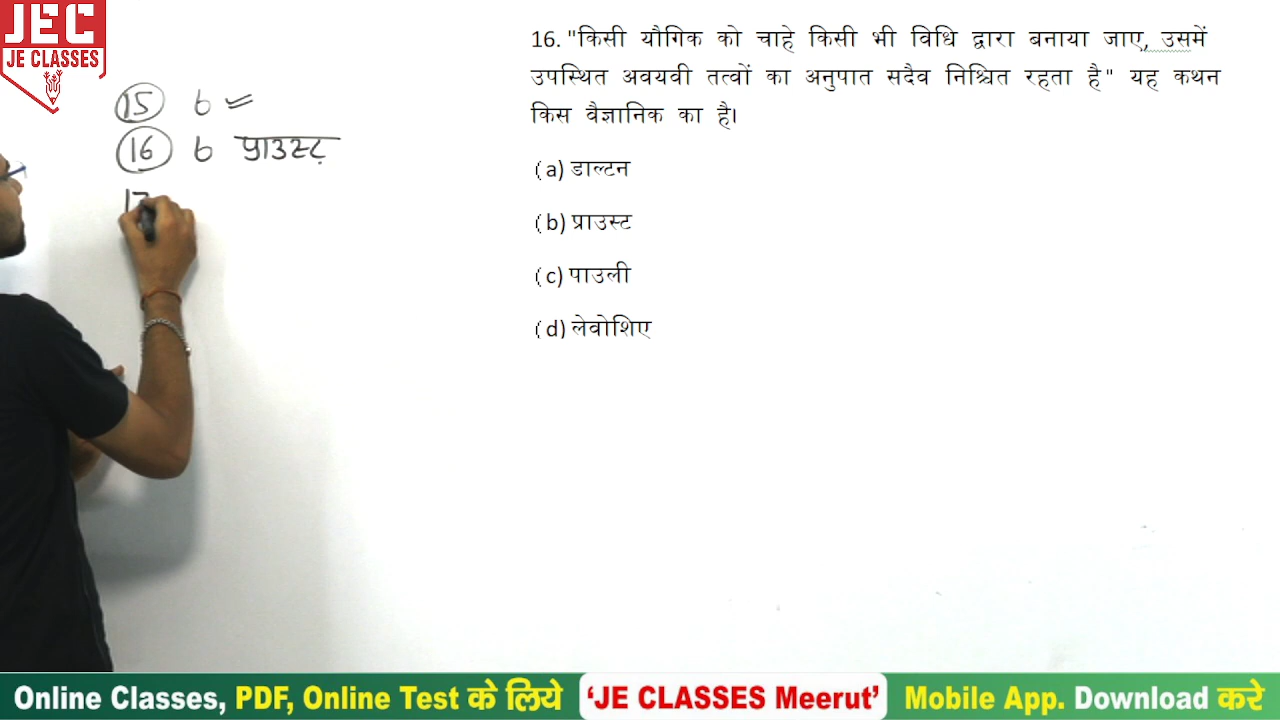 JEC
JE CLASSES
15 b
16 b प्राउस्ट
17
16. "किसी यौगिक को चाहे किसी भी विधि द्वारा बनाया जाए, उसमें
उपस्थित अवयवी तत्वों का अनुपात सदैव निश्चित रहता है" यह कथन
किस वैज्ञानिक का है।
(a) डाल्टन
(b) प्राउस्ट
(c) पाउली
(d) लेवोशिए
Online Classes, PDF, Online Test के लिये 'JE CLASSES Meerut' Mobile App. Download करे